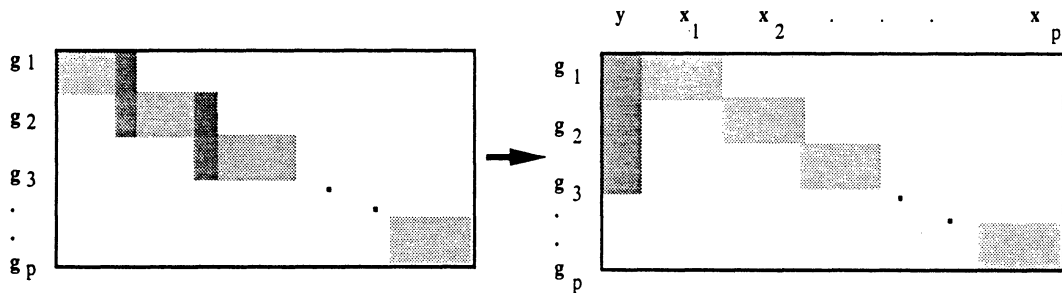 y x1 x2 . . . xp
g1
g2
g3
.
.
gp
g1
g2
g3
.
.
gp